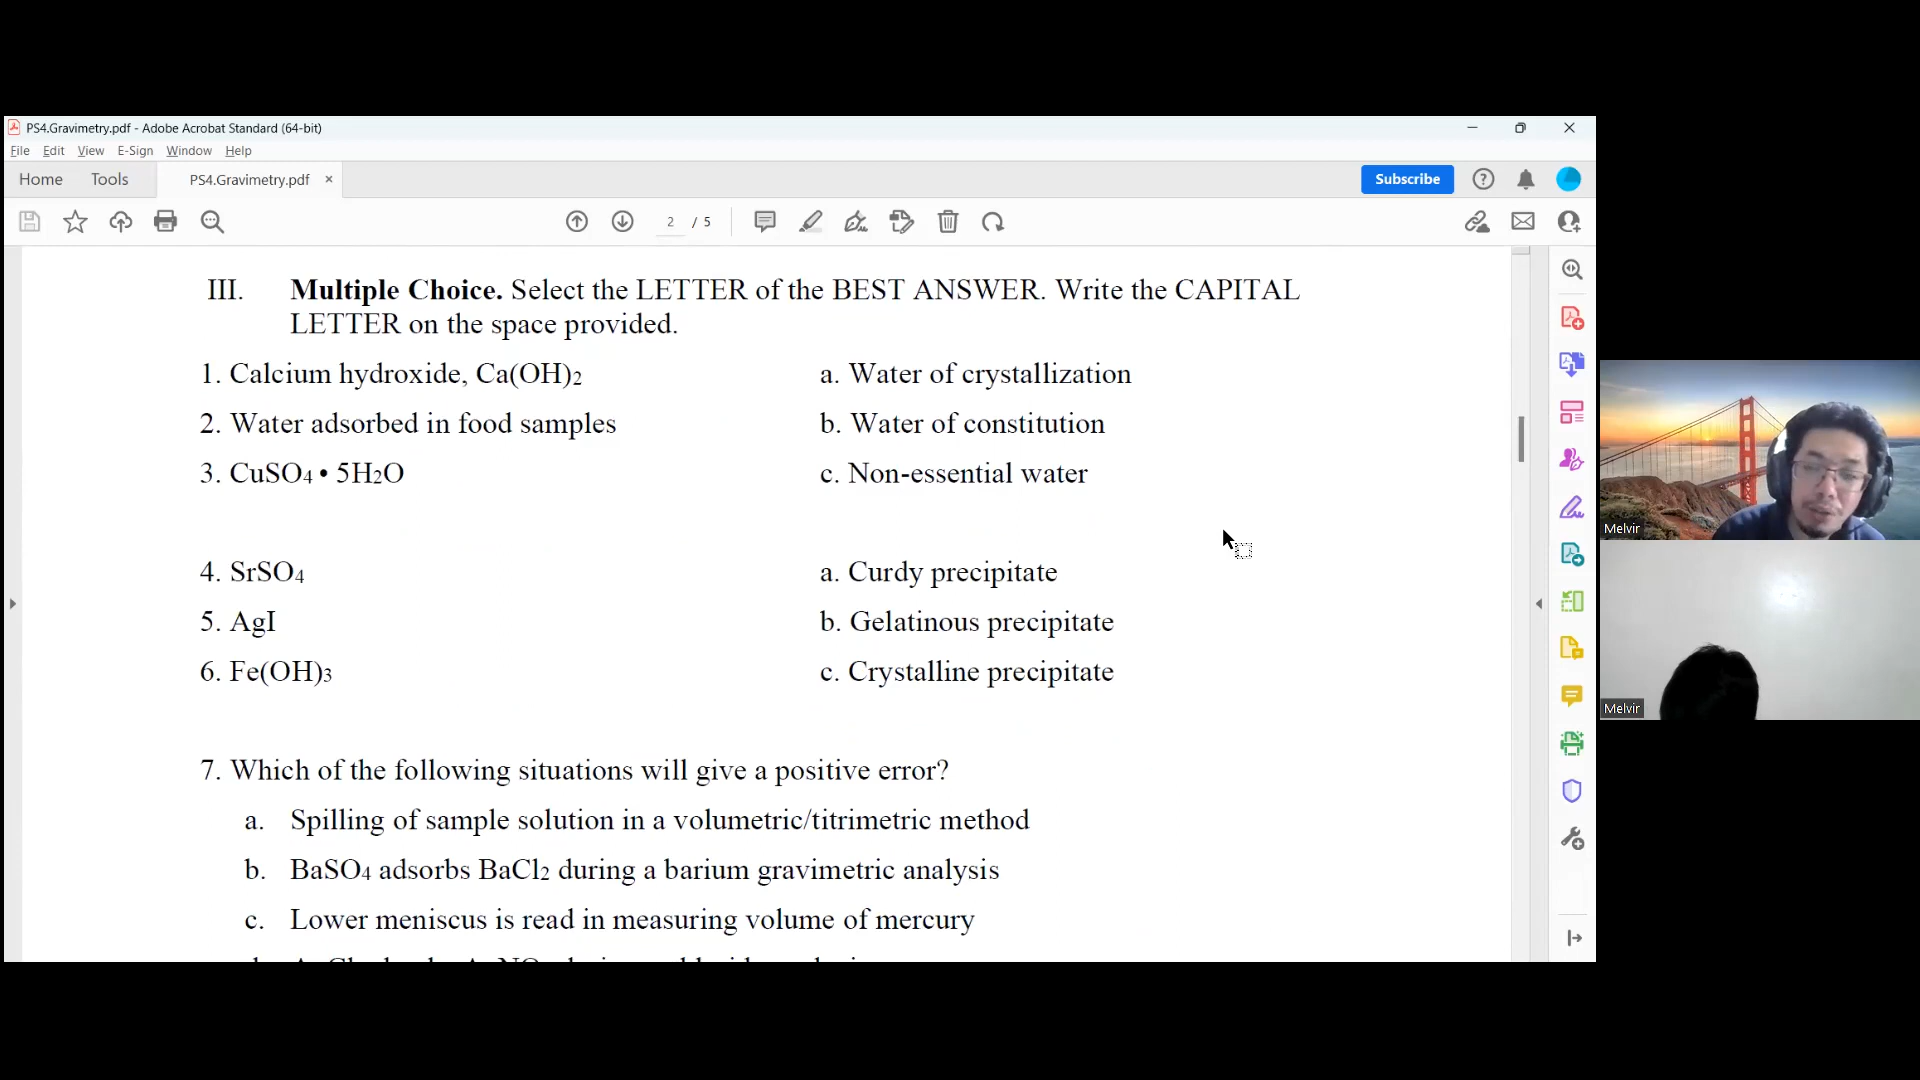 PS4.Gravimetry.pdf - Adobe Acrobat Standard (64-bit)
File Edit View E-Sign Window Help
Home Tools PS4.Gravimetry.pdf ×
Subscribe
2 / 5
III. Multiple Choice. Select the LETTER of the BEST ANSWER. Write the CAPITAL
LETTER on the space provided.
1. Calcium hydroxide, Ca(OH)2 a. Water of crystallization
2. Water adsorbed in food samples b. Water of constitution
3. CuSO4 • 5H2O c. Non-essential water
4. SrSO4 a. Curdy precipitate
5. AgI b. Gelatinous precipitate
6. Fe(OH)3 c. Crystalline precipitate
7. Which of the following situations will give a positive error?
a. Spilling of sample solution in a volumetric/titrimetric method
b. BaSO4 adsorbs BaCl2 during a barium gravimetric analysis
c. Lower meniscus is read in measuring volume of mercury
Melvir
Melvir